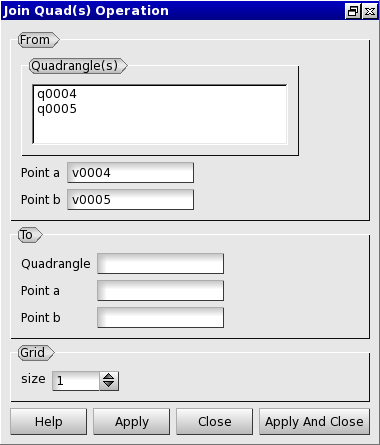 Join Quad(s) Operation
From
Quadrangle(s)
q0004
q0005
Point a v0004
Point b v0005
To
Quadrangle
Point a
Point b
Grid
size 1
Help Apply Close Apply And Close